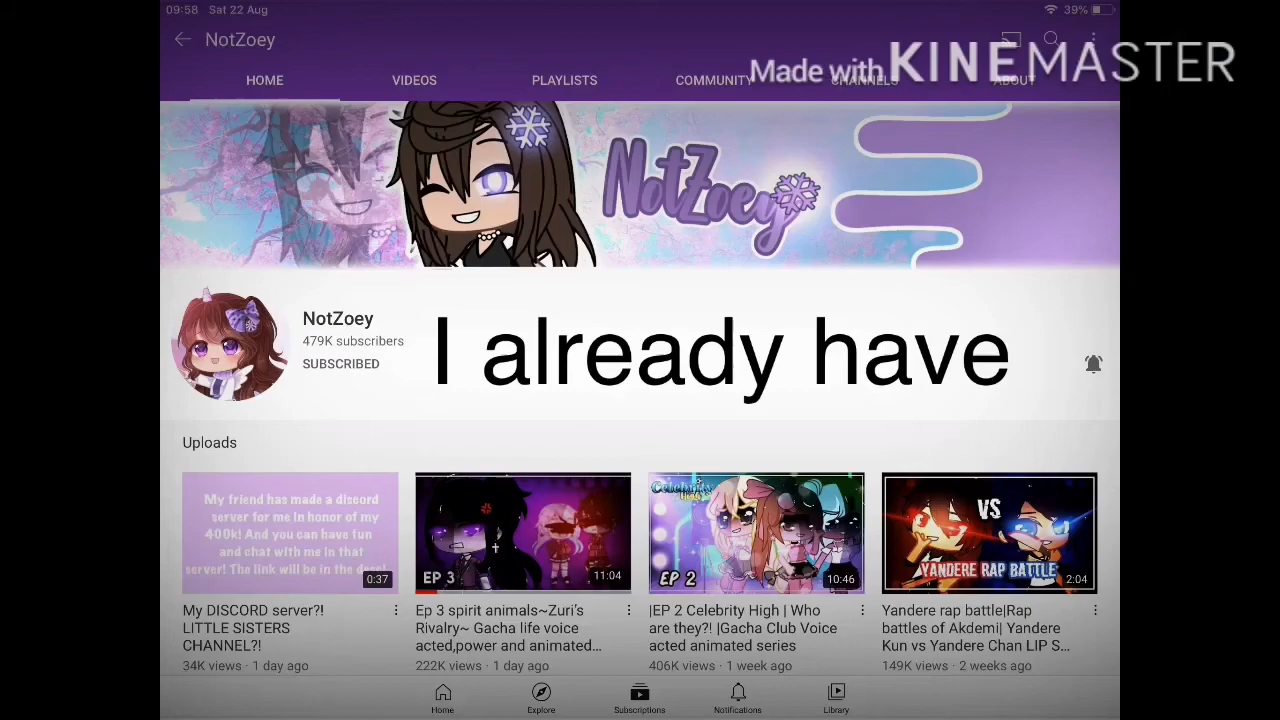 09:58 Sat 22 Aug
39%
NotZoey
Made with KINEMASTER
HOME VIDEOS PLAYLISTS COMMUNITY CHANNELS ABOUT
NotZoey
NotZoey
479K subscribers
SUBSCRIBED
I already have
Uploads
My friend has made a discord
server for me in honor of my
400k! And you can have fun
and chat with me in that
server! The link will be in the
0:37
My DISCORD server?!
LITTLE SISTERS
CHANNEL?!
34K views · 1 day ago
EP 3
11:04
Ep 3 spirit animals~Zuri's
Rivalry~ Gacha life voice
acted,power and animated...
222K views · 1 day ago
Celebrity
EP 2
10:46
|EP 2 Celebrity High | Who
are they?! |Gacha Club Voice
acted animated series
406K views · 1 week ago
VS
YANDERE RAP BATTLE
2:04
Yandere rap battle|Rap
battles of Akdemi| Yandere
Kun vs Yandere Chan LIP S...
149K views · 2 weeks ago
Home Explore Subscriptions Notifications Library